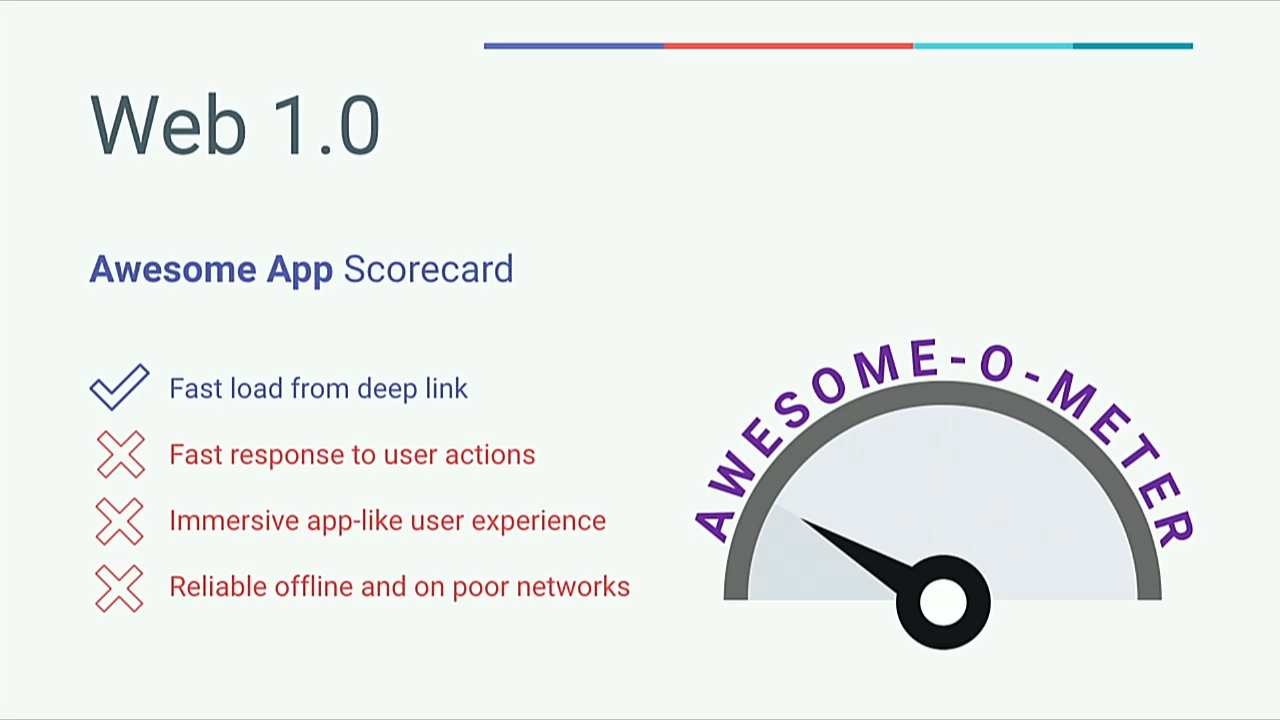 Web 1.0
Awesome App Scorecard
Fast load from deep link
Fast response to user actions
Immersive app-like user experience
Reliable offline and on poor networks
AWESOME-O-METER